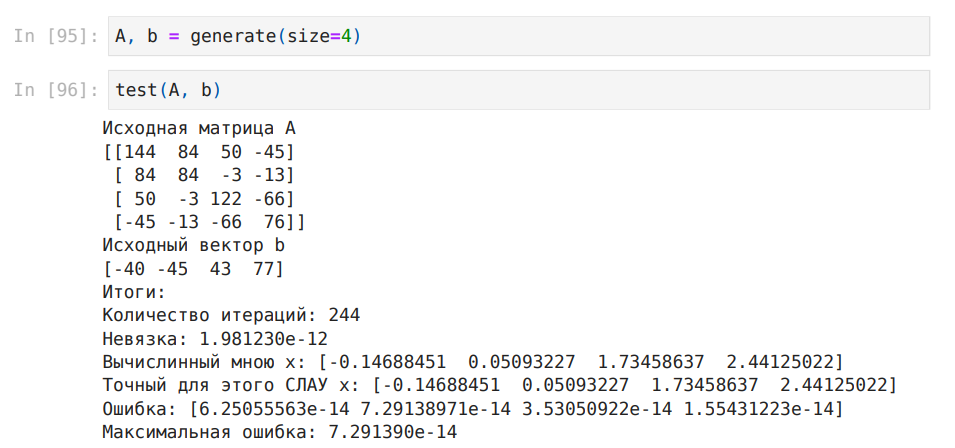 In [95]: A, b = generate(size=4)
In [96]: test(A, b)
Исходная матрица A
[[144  84  50 -45]
 [ 84  84  -3 -13]
 [ 50  -3 122 -66]
 [-45 -13 -66  76]]
Исходный вектор b
[-40 -45  43  77]
Итоги:
Количество итераций: 244
Невязка: 1.981230e-12
Вычислинный мною x: [-0.14688451  0.05093227  1.73458637  2.44125022]
Точный для этого СЛАУ x: [-0.14688451  0.05093227  1.73458637  2.44125022]
Ошибка: [6.25055563e-14 7.29138971e-14 3.53050922e-14 1.55431223e-14]
Максимальная ошибка: 7.291390e-14